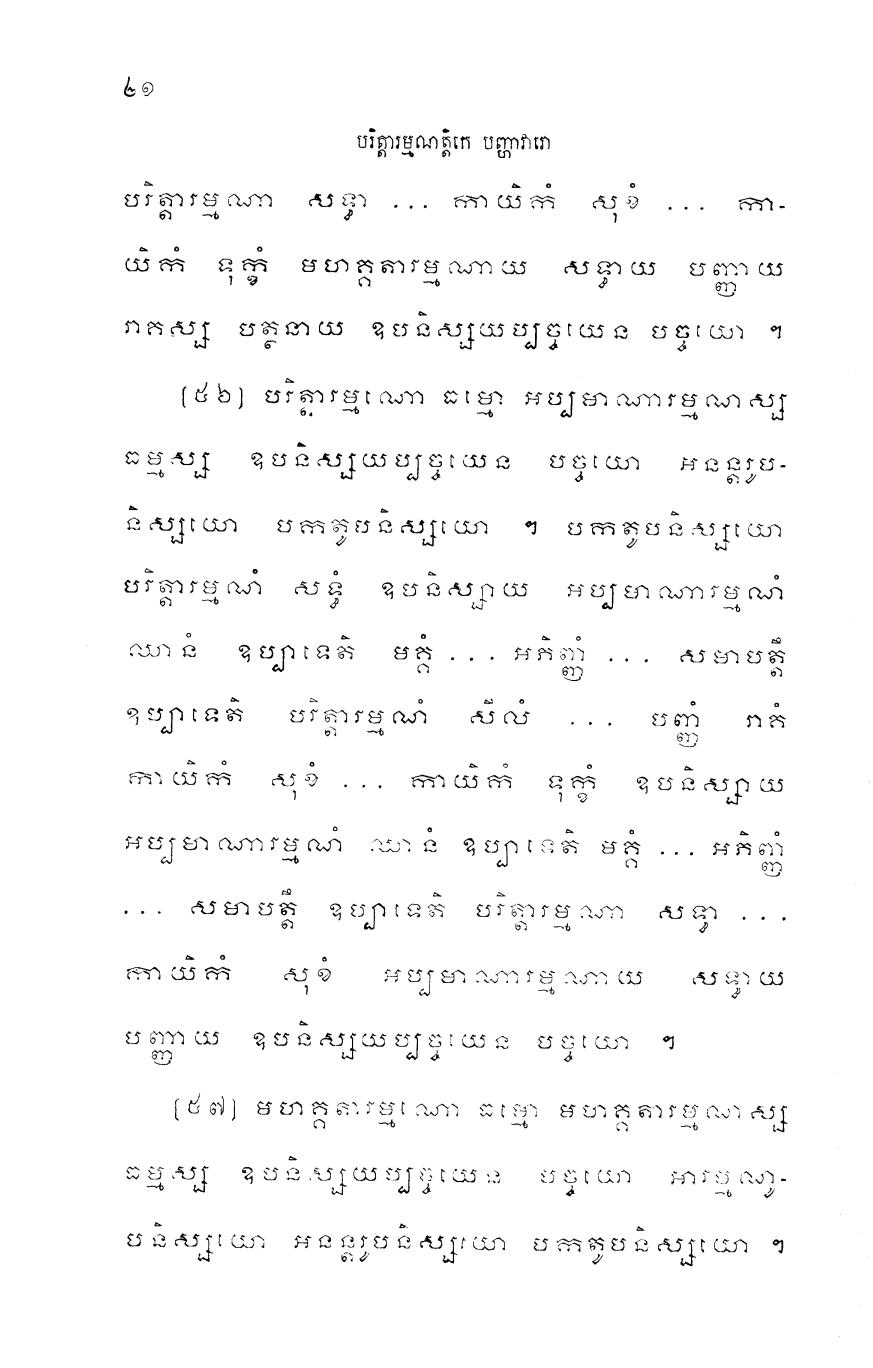 ៤១
បរិត្តារម្មណត្តិកេ បញ្ហាវារោ
បរិត្តារម្មណា សទ្ធា ... កាយិកំ សុខំ ... កា-
យិកំ ទុក្ខំ មហគ្គតារម្មណាយ សទ្ធាយ បញ្ញាយ
រាគស្ស បត្ថនាយ ឧបនិស្សយប្បច្ចយេន បច្ចយោ ។
(៥៦) បរិត្តារម្មណោ ធម្មោ អប្បមាណារម្មណស្ស
ធម្មស្ស ឧបនិស្សយប្បច្ចយេន បច្ចយោ អនន្តរូប-
និស្សយោ បកតូបនិស្សយោ ។ បកតូបនិស្សយោ
បរិត្តារម្មណំ សទ្ធំ ឧបនិស្សាយ អប្បមាណារម្មណំ
ឈានំ ឧប្បាទេតិ មគ្គំ ... អភិញ្ញំ ... សមាបត្តឹ
ឧប្បាទេតិ បរិត្តារម្មណំ សីលំ ... បញ្ញំ រាគំ
កាយិកំ សុខំ ... កាយិកំ ទុក្ខំ ឧបនិស្សាយ
អប្បមាណារម្មណំ ឈានំ ឧប្បាទេតិ មគ្គំ ... អភិញ្ញំ
... សមាបត្តឹ ឧប្បាទេតិ បរិត្តារម្មណា សទ្ធា ...
កាយិកំ សុខំ អប្បមាណារម្មណាយ សទ្ធាយ
បញ្ញាយ ឧបនិស្សយប្បច្ចយេន បច្ចយោ ។
(៥៧) មហគ្គតារម្មណោ ធម្មោ មហគ្គតារម្មណស្ស
ធម្មស្ស ឧបនិស្សយប្បច្ចយេន បច្ចយោ អារម្មណូ-
បនិស្សយោ អនន្តរូបនិស្សយោ បកតូបនិស្សយោ ។